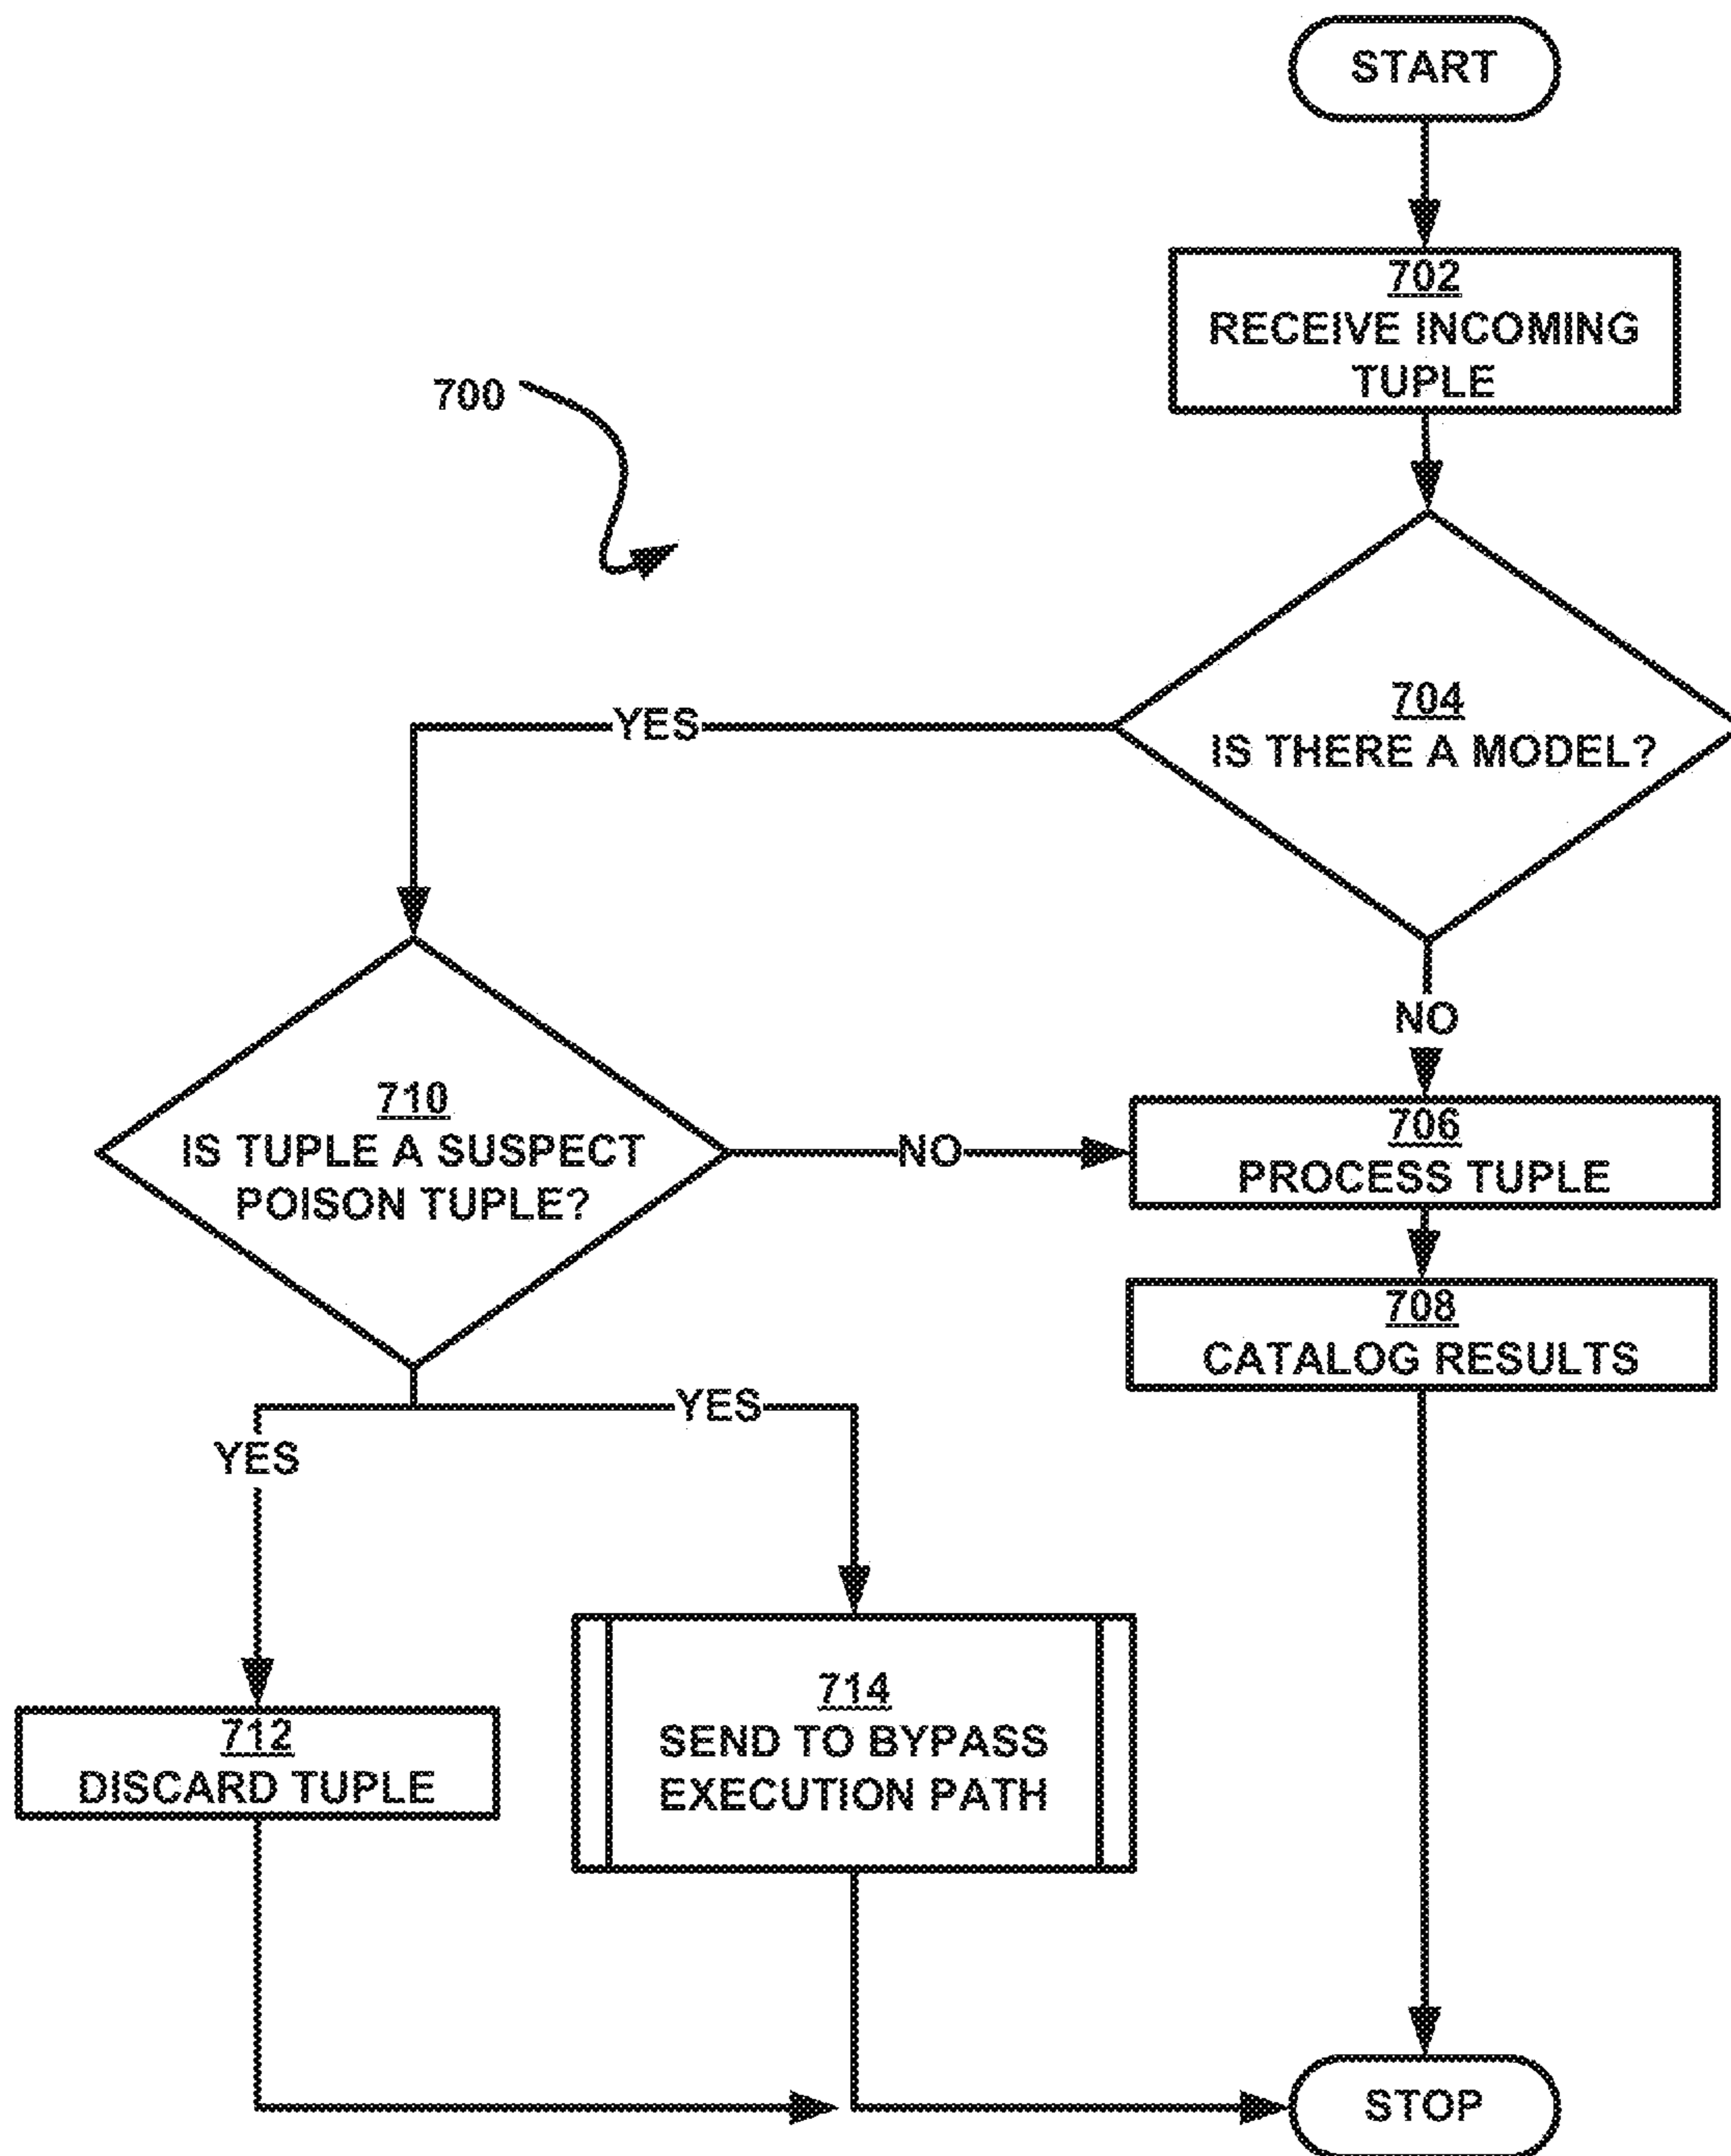 START
702
RECEIVE INCOMING
TUPLE
700
704
IS THERE A MODEL?
YES
NO
710
IS TUPLE A SUSPECT
POISON TUPLE?
NO
706
PROCESS TUPLE
708
CATALOG RESULTS
YES
YES
714
SEND TO BYPASS
EXECUTION PATH
712
DISCARD TUPLE
STOP